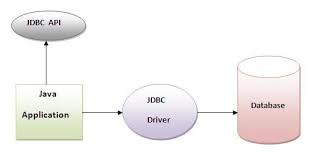 JDBC API
Java
Application
JDBC
Driver
Database